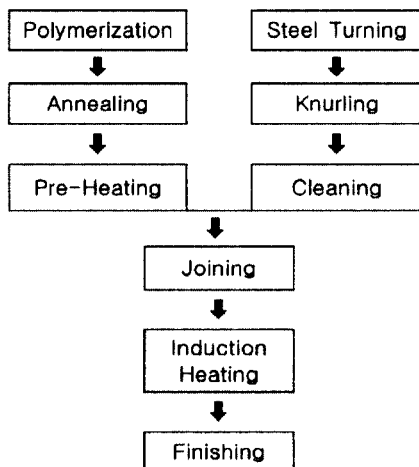 Polymerization
Steel Turning
Annealing
Knurling
Pre-Heating
Cleaning
Joining
Induction
Heating
Finishing